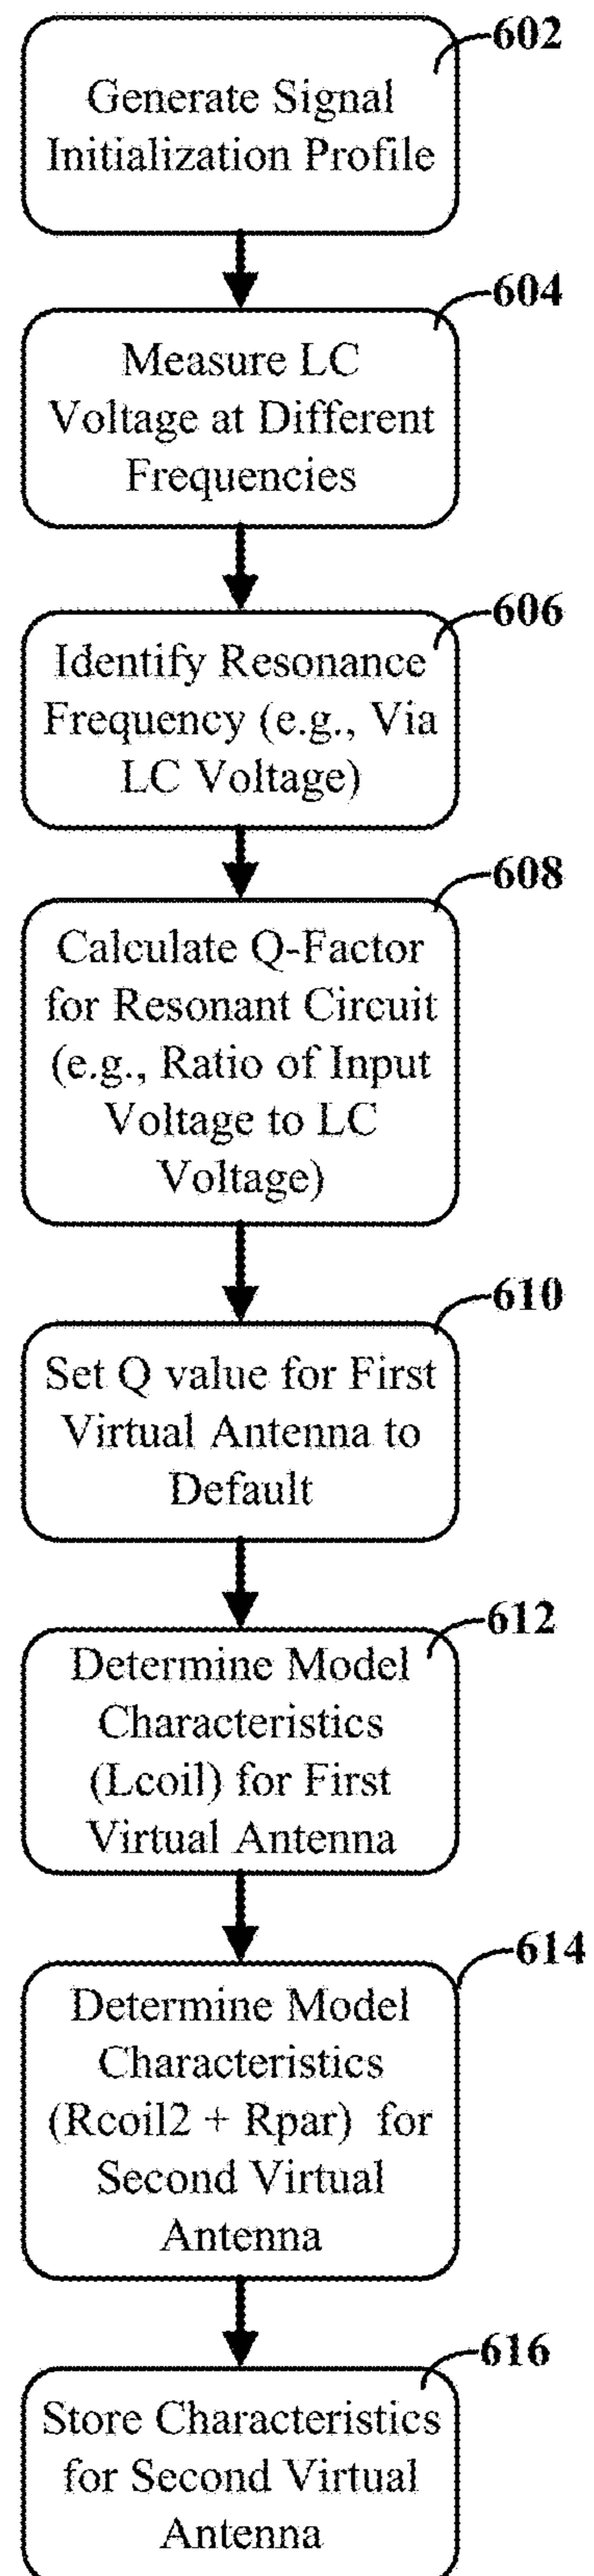 602
Generate Signal
Initialization Profile
604
Measure LC
Voltage at Different
Frequencies
606
Identify Resonance
Frequency (e.g., Via
LC Voltage)
608
Calculate Q-Factor
for Resonant Circuit
(e.g., Ratio of Input
Voltage to LC
Voltage)
610
Set Q value for First
Virtual Antenna to
Default
612
Determine Model
Characteristics
(Lcoil) for First
Virtual Antenna
614
Determine Model
Characteristics
(Rcoil2 + Rpar) for
Second Virtual
Antenna
616
Store Characteristics
for Second Virtual
Antenna